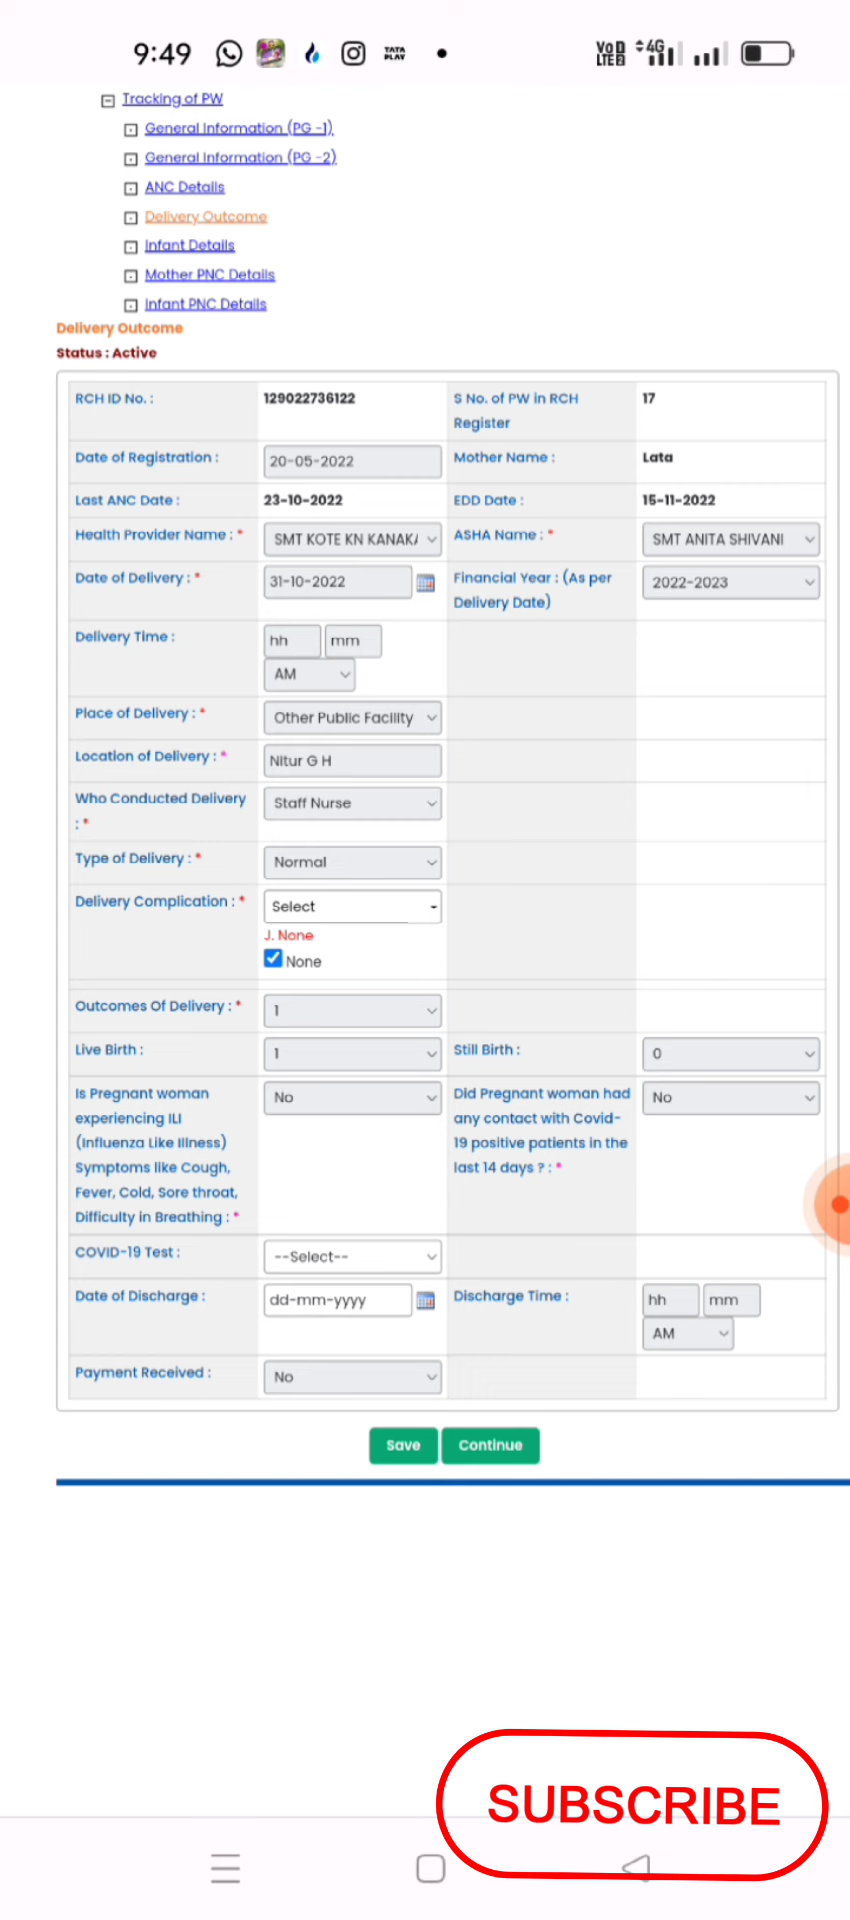 9:49
TATA PLAY
VoD LTE2 4G
Tracking of PW
General Information (PG -1)
General Information (PG -2)
ANC Details
Delivery Outcome
Infant Details
Mother PNC Details
Infant PNC Details
Delivery Outcome
Status : Active
RCH ID No. : 129022736122 S No. of PW in RCH
Register 17
Date of Registration : 20-05-2022 Mother Name : Lata
Last ANC Date : 23-10-2022 EDD Date : 15-11-2022
Health Provider Name : * SMT KOTE KN KANAKA ASHA Name : * SMT ANITA SHIVANI
Date of Delivery : * 31-10-2022 Financial Year : (As per
Delivery Date) 2022-2023
Delivery Time : hh mm
AM
Place of Delivery : * Other Public Facility
Location of Delivery : * Nitur G H
Who Conducted Delivery
: * Staff Nurse
Type of Delivery : * Normal
Delivery Complication : * Select
J. None
None
Outcomes Of Delivery : * 1
Live Birth : 1 Still Birth : 0
Is Pregnant woman
experiencing ILI
(Influenza Like Illness)
Symptoms like Cough,
Fever, Cold, Sore throat,
Difficulty in Breathing : * No
Did Pregnant woman had
any contact with Covid-
19 positive patients in the
last 14 days ? : * No
COVID-19 Test : --Select--
Date of Discharge : dd-mm-yyyy Discharge Time : hh mm
AM
Payment Received : No
Save Continue
SUBSCRIBE